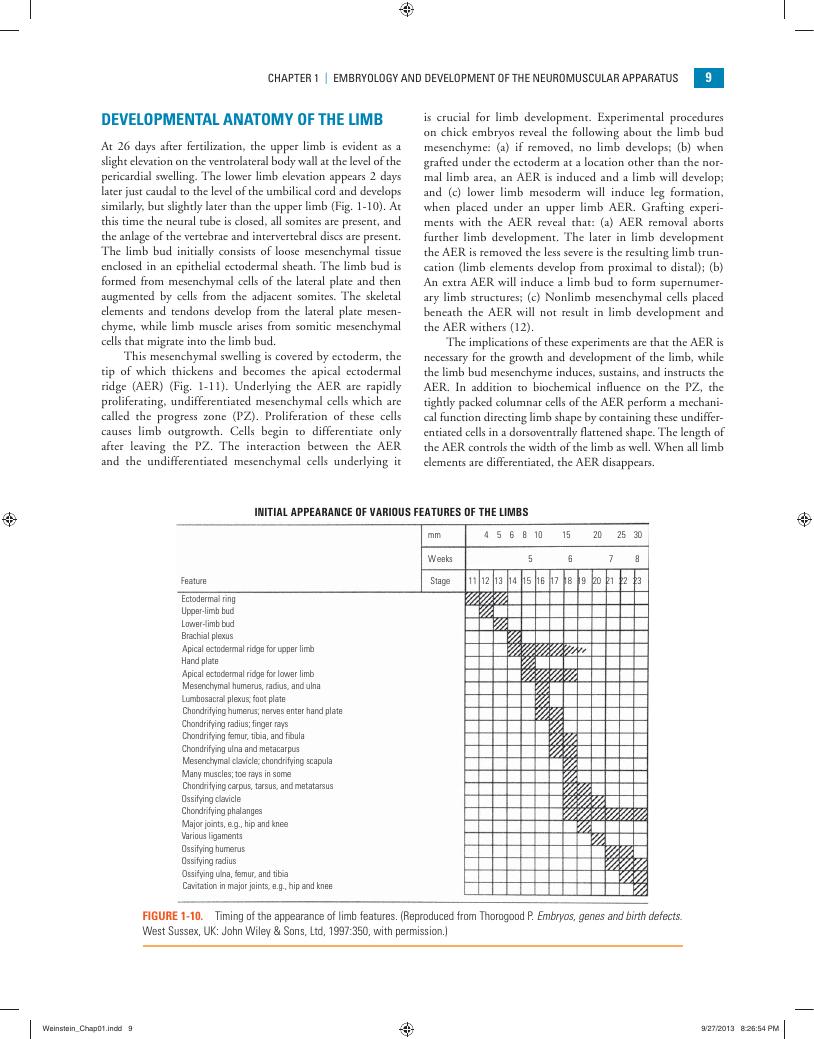 CHAPTER 1 | EMBRYOLOGY AND DEVELOPMENT OF THE NEUROMUSCULAR APPARATUS 9
DEVELOPMENTAL ANATOMY OF THE LIMB
At 26 days after fertilization, the upper limb is evident as a
slight elevation on the ventrolateral body wall at the level of the
pericardial swelling. The lower limb elevation appears 2 days
later just caudal to the level of the umbilical cord and develops
similarly, but slightly later than the upper limb (Fig. 1-10). At
this time the neural tube is closed, all somites are present, and
the anlage of the vertebrae and intervertebral discs are present.
The limb bud initially consists of loose mesenchymal tissue
enclosed in an epithelial ectodermal sheath. The limb bud is
formed from mesenchymal cells of the lateral plate and then
augmented by cells from the adjacent somites. The skeletal
elements and tendons develop from the lateral plate mesen-
chyme, while limb muscle arises from somitic mesenchymal
cells that migrate into the limb bud.
This mesenchymal swelling is covered by ectoderm, the
tip of which thickens and becomes the apical ectodermal
ridge (AER) (Fig. 1-11). Underlying the AER are rapidly
proliferating, undifferentiated mesenchymal cells which are
called the progress zone (PZ). Proliferation of these cells
causes limb outgrowth. Cells begin to differentiate only
after leaving the PZ. The interaction between the AER
and the undifferentiated mesenchymal cells underlying it
is crucial for limb development. Experimental procedures
on chick embryos reveal the following about the limb bud
mesenchyme: (a) if removed, no limb develops; (b) when
grafted under the ectoderm at a location other than the nor-
mal limb area, an AER is induced and a limb will develop;
and (c) lower limb mesoderm will induce leg formation,
when placed under an upper limb AER. Grafting experi-
ments with the AER reveal that: (a) AER removal aborts
further limb development. The later in limb development
the AER is removed the less severe is the resulting limb trun-
cation (limb elements develop from proximal to distal); (b)
An extra AER will induce a limb bud to form supernumer-
ary limb structures; (c) Nonlimb mesenchymal cells placed
beneath the AER will not result in limb development and
the AER withers (12).
The implications of these experiments are that the AER is
necessary for the growth and development of the limb, while
the limb bud mesenchyme induces, sustains, and instructs the
AER. In addition to biochemical influence on the PZ, the
tightly packed columnar cells of the AER perform a mechani-
cal function directing limb shape by containing these undiffer-
entiated cells in a dorsoventrally flattened shape. The length of
the AER controls the width of the limb as well. When all limb
elements are differentiated, the AER disappears.
INITIAL APPEARANCE OF VARIOUS FEATURES OF THE LIMBS
mm 4 5 6 8 10 15 20 25 30
Weeks 5 6 7 8
Feature Stage 11 12 13 14 15 16 17 18 19 20 21 22 23
Ectodermal ring
Upper-limb bud
Lower-limb bud
Brachial plexus
Apical ectodermal ridge for upper limb
Hand plate
Apical ectodermal ridge for lower limb
Mesenchymal humerus, radius, and ulna
Lumbosacral plexus; foot plate
Chondrifying humerus; nerves enter hand plate
Chondrifying radius; finger rays
Chondrifying femur, tibia, and fibula
Chondrifying ulna and metacarpus
Mesenchymal clavicle; chondrifying scapula
Many muscles; toe rays in some
Chondrifying carpus, tarsus, and metatarsus
Ossifying clavicle
Chondrifying phalanges
Major joints, e.g., hip and knee
Various ligaments
Ossifying humerus
Ossifying radius
Ossifying ulna, femur, and tibia
Cavitation in major joints, e.g., hip and knee
FIGURE 1-10. Timing of the appearance of limb features. (Reproduced from Thorogood P. Embryos, genes and birth defects.
West Sussex, UK: John Wiley & Sons, Ltd, 1997:350, with permission.)
Weinstein_Chap01.indd 9 9/27/2013 8:26:54 PM